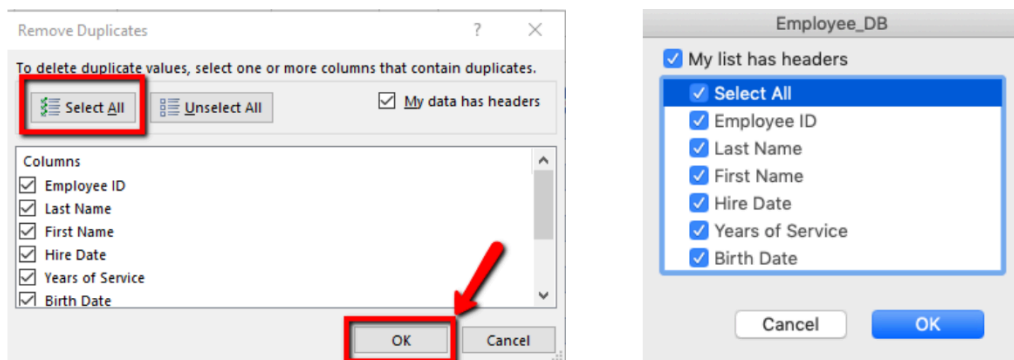 Remove Duplicates ? ×
To delete duplicate values, select one or more columns that contain duplicates.
Select All Unselect All My data has headers
Columns
Employee ID
Last Name
First Name
Hire Date
Years of Service
Birth Date
OK Cancel
Employee_DB
My list has headers
Select All
Employee ID
Last Name
First Name
Hire Date
Years of Service
Birth Date
Cancel OK